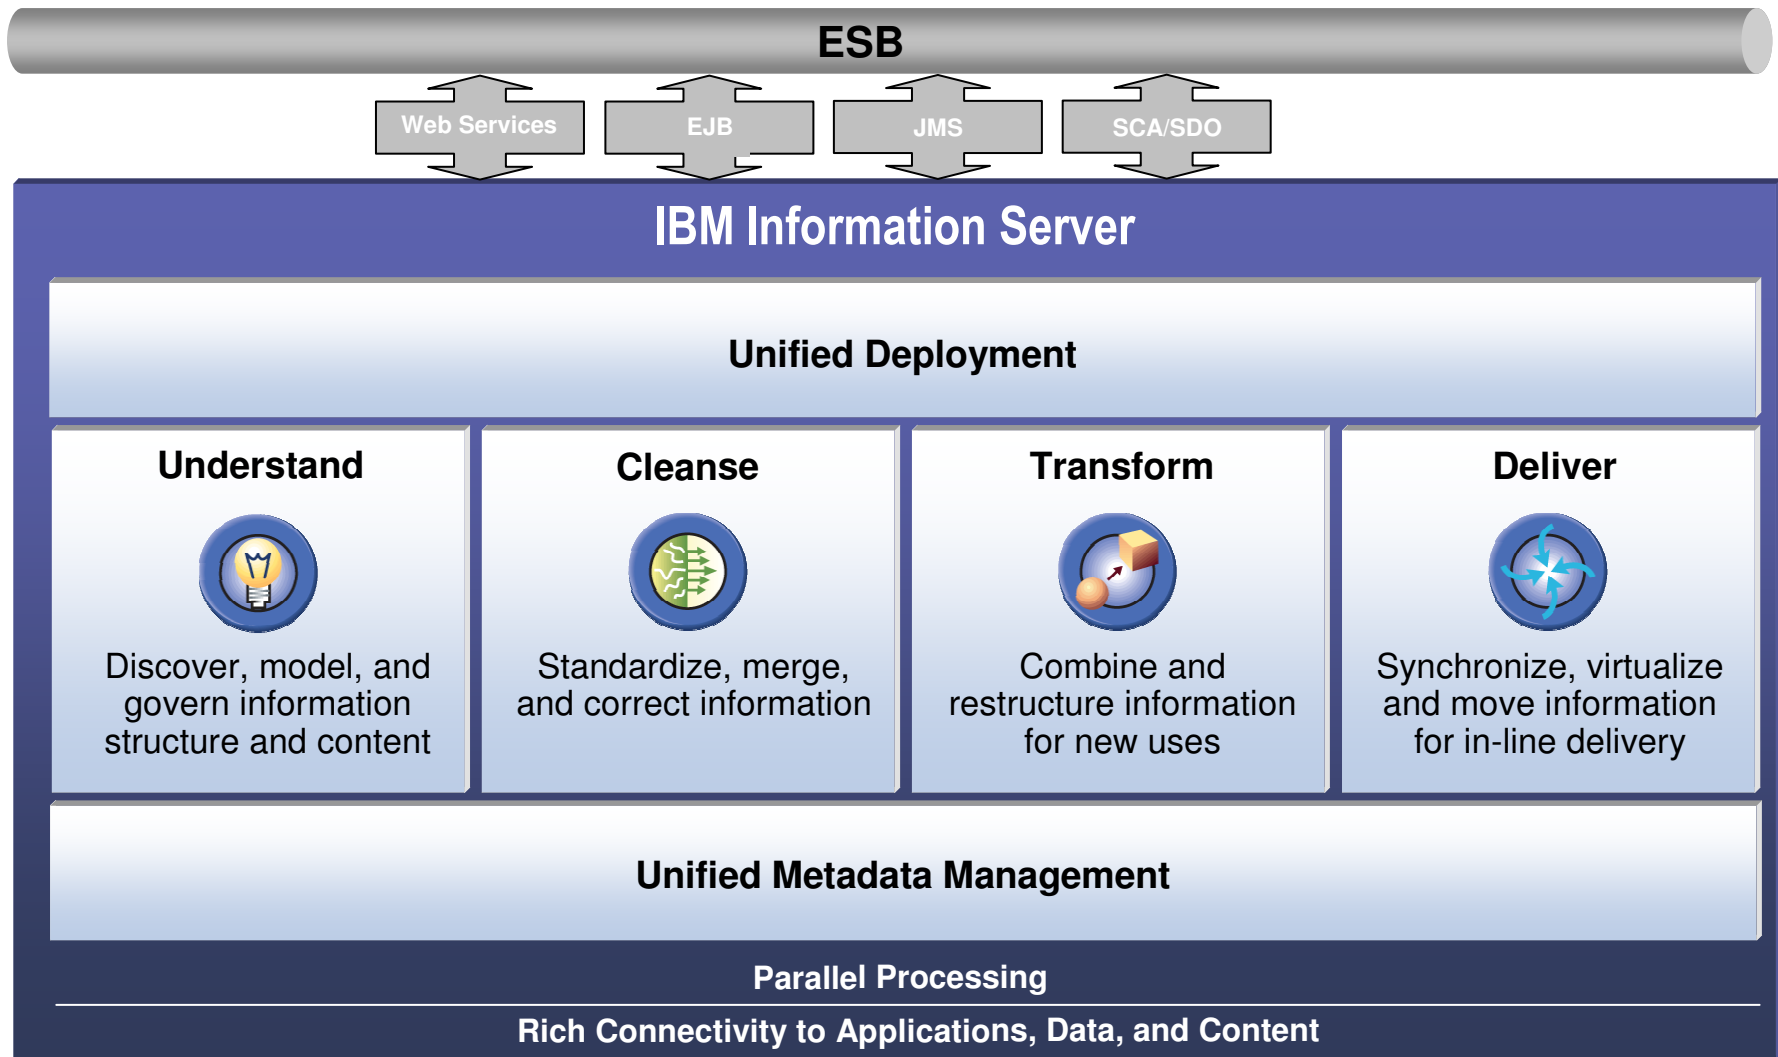 ESB
Web Services
EJB
JMS
SCA/SDO
IBM Information Server
Unified Deployment
Understand
Discover, model, and
govern information
structure and content
Cleanse
Standardize, merge,
and correct information
Transform
Combine and
restructure information
for new uses
Deliver
Synchronize, virtualize
and move information
for in-line delivery
Unified Metadata Management
Parallel Processing
Rich Connectivity to Applications, Data, and Content